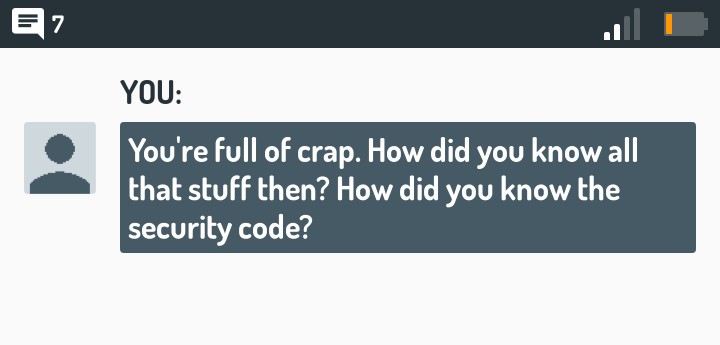 7
YOU:
You're full of crap. How did you know all
that stuff then? How did you know the
security code?